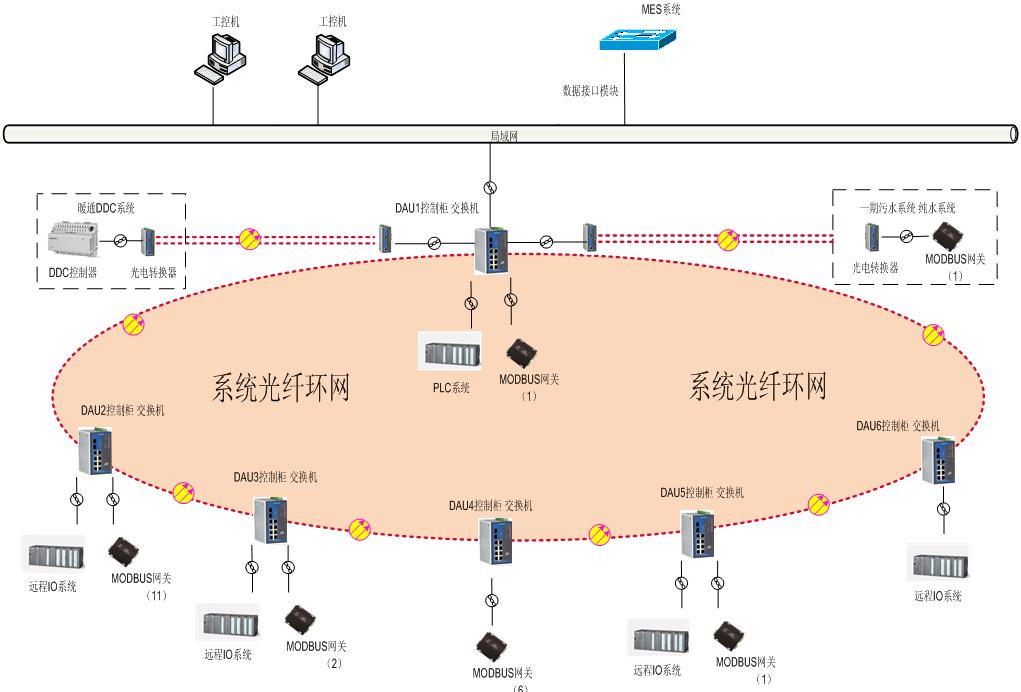 工控机
工控机
MES系统
数据接口模块
局域网
暖通DDC系统
DDC控制器
光电转换器
DAU1控制柜 交换机
一期污水系统 纯水系统
光电转换器
MODBUS网关
（1）
PLC系统
MODBUS网关
（1）
系统光纤环网
系统光纤环网
DAU2控制柜 交换机
DAU6控制柜 交换机
DAU3控制柜 交换机
DAU4控制柜 交换机
DAU5控制柜 交换机
远程IO系统
MODBUS网关
（11）
远程IO系统
MODBUS网关
（2）
MODBUS网关
（6）
远程IO系统
MODBUS网关
（1）
远程IO系统